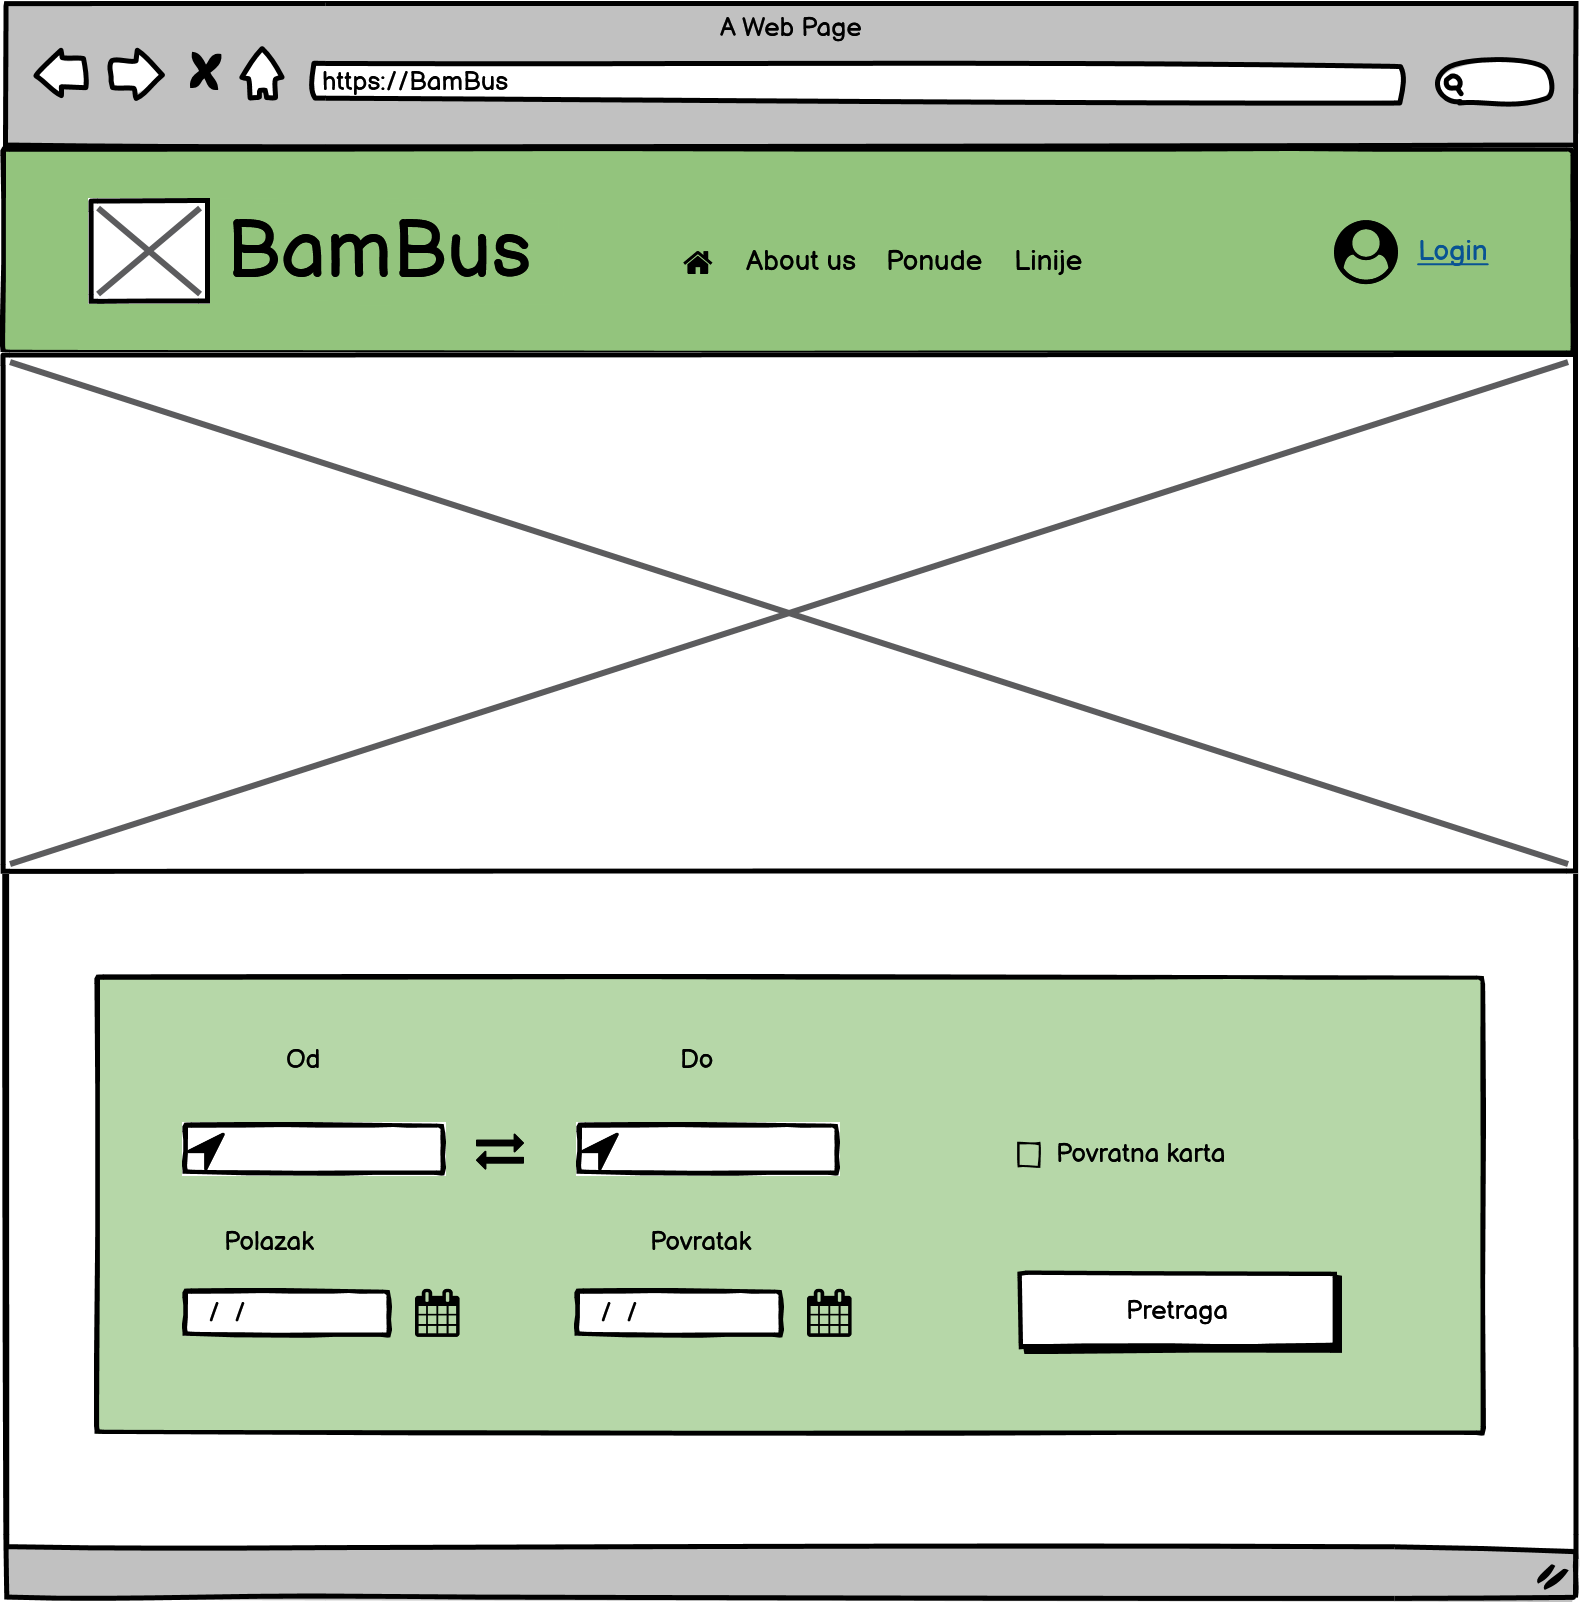 A Web Page
https://BamBus
BamBus
About us Ponude Linije
Login
Od Do
Povratna karta
Polazak Povratak
/ / / /
Pretraga